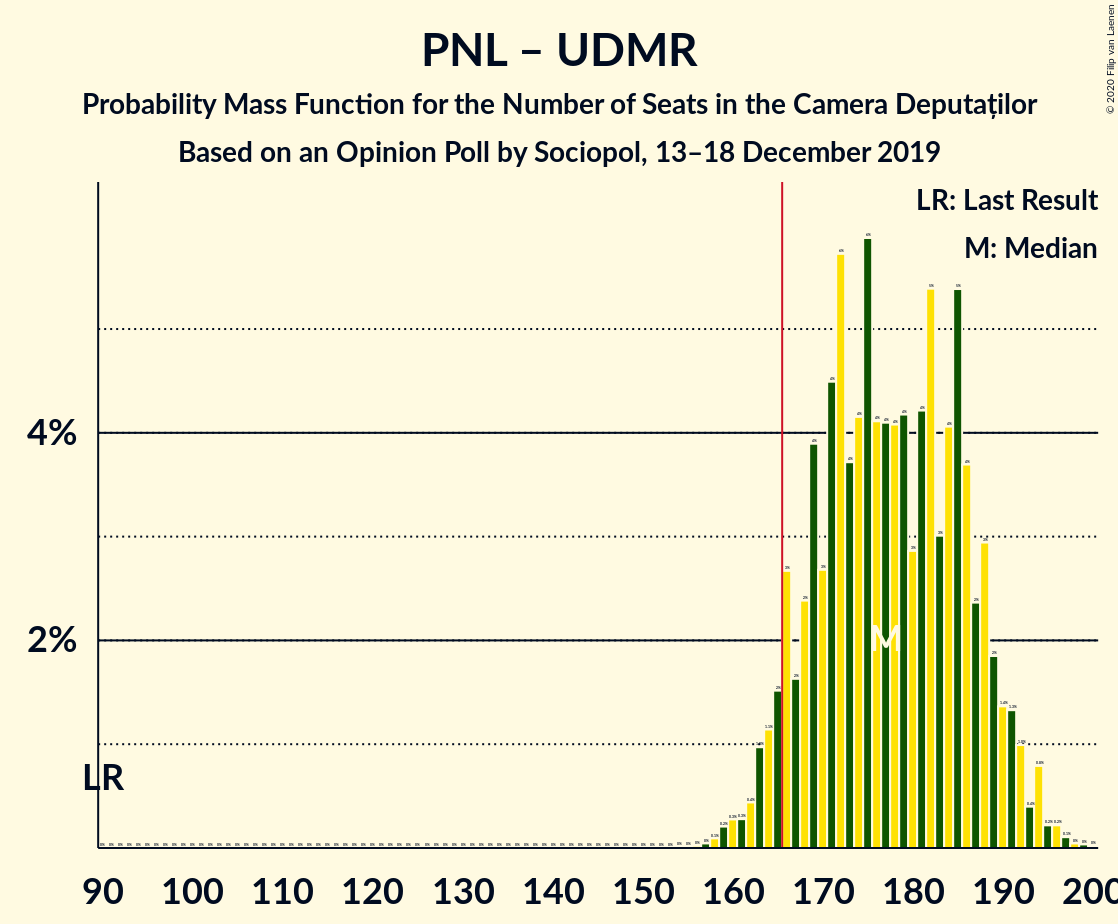 PNL – UDMR
Probability Mass Function for the Number of Seats in the Camera Deputaților
Based on an Opinion Poll by Sociopol, 13–18 December 2019
© 2020 Filip van Laenen
LR: Last Result
M: Median
4%
2%
M
LR
90 100 110 120 130 140 150 160 170 180 190 200